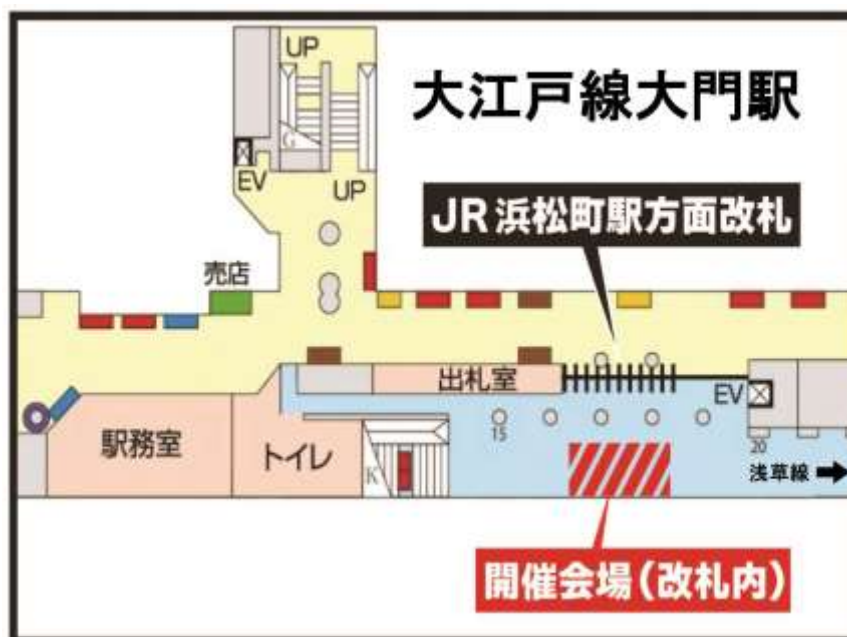 UP
大江戸線大門駅
G
EV
UP
JR浜松町駅方面改札
売店
出札室
EV
駅務室
トイレ
K
15
20
浅草線
開催会場(改札内)